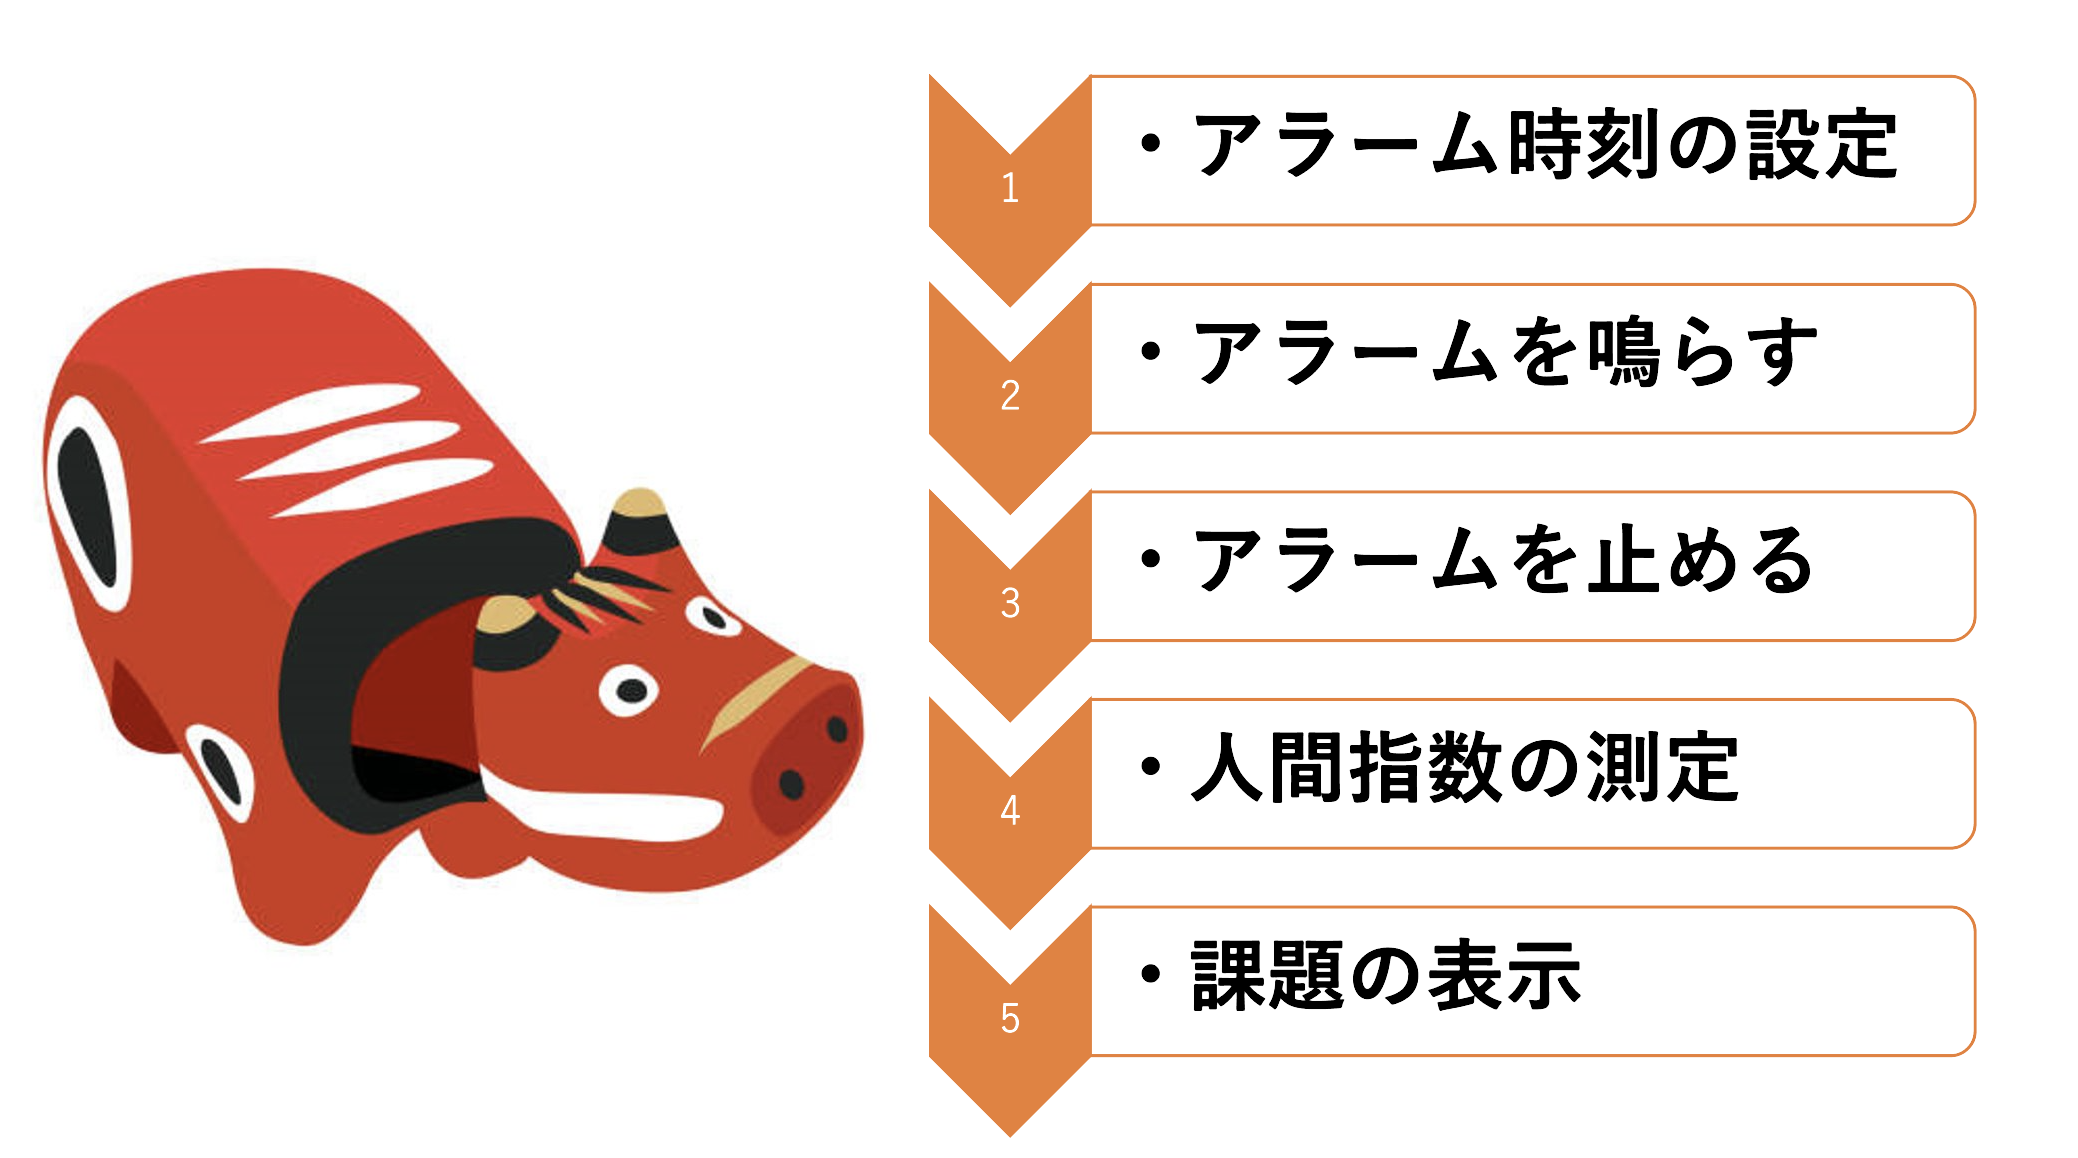 1
・アラーム時刻の設定
2
・アラームを鳴らす
3
・アラームを止める
4
・人間指数の測定
5
・課題の表示